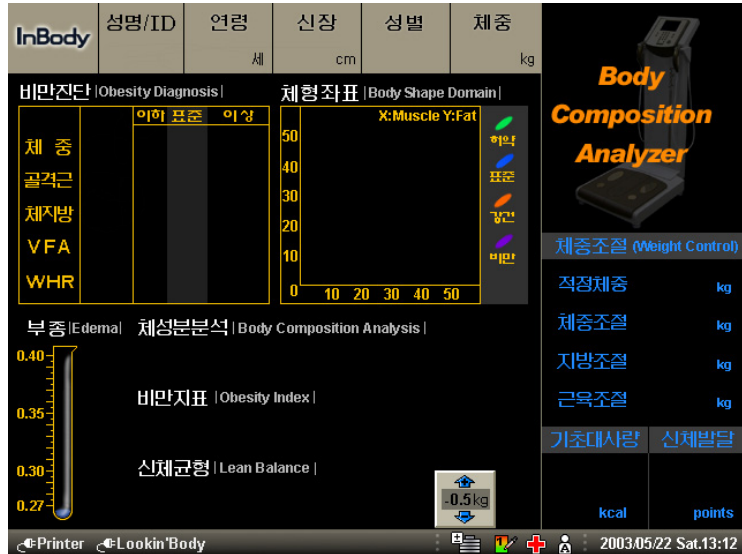 InBody
성명/ID 연령 신장 성별 체중
세 cm kg
비만진단 |Obesity Diagnosis|
이하 표준 이상
체 중
골격근
체지방
VFA
WHR
체형좌표 |Body Shape Domain|
X:Muscle Y:Fat
50
40
30
20
10
0
10 20 30 40 50
허약
표준
강건
비만
부종|Edema|
0.40
0.35
0.30
0.27
체성분분석 |Body Composition Analysis|
비만지표 |Obesity Index|
신체균형 |Lean Balance|
-0.5kg
Body
Composition
Analyzer
체중조절 (Weight Control)
적정체중 kg
체중조절 kg
지방조절 kg
근육조절 kg
기초대사량 신체발달
kcal points
Printer Lookin'Body
2003/05/22 Sat.13:12